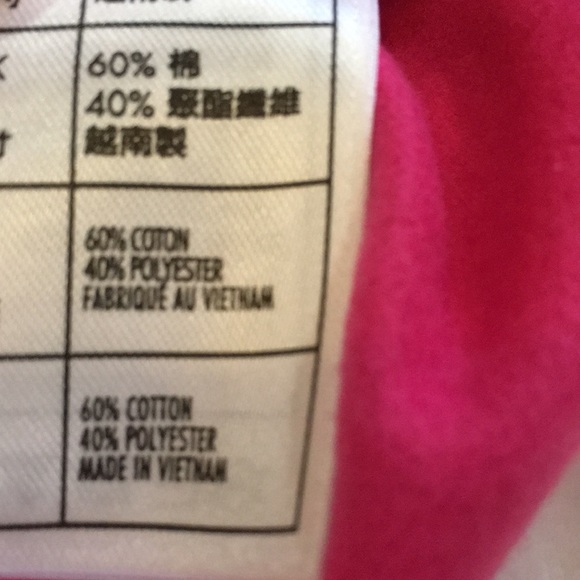 60% 棉
40% 聚酯纖維
越南製
60% COTON
40% POLYESTER
FABRIQUÉ AU VIETNAM
60% COTTON
40% POLYESTER
MADE IN VIETNAM